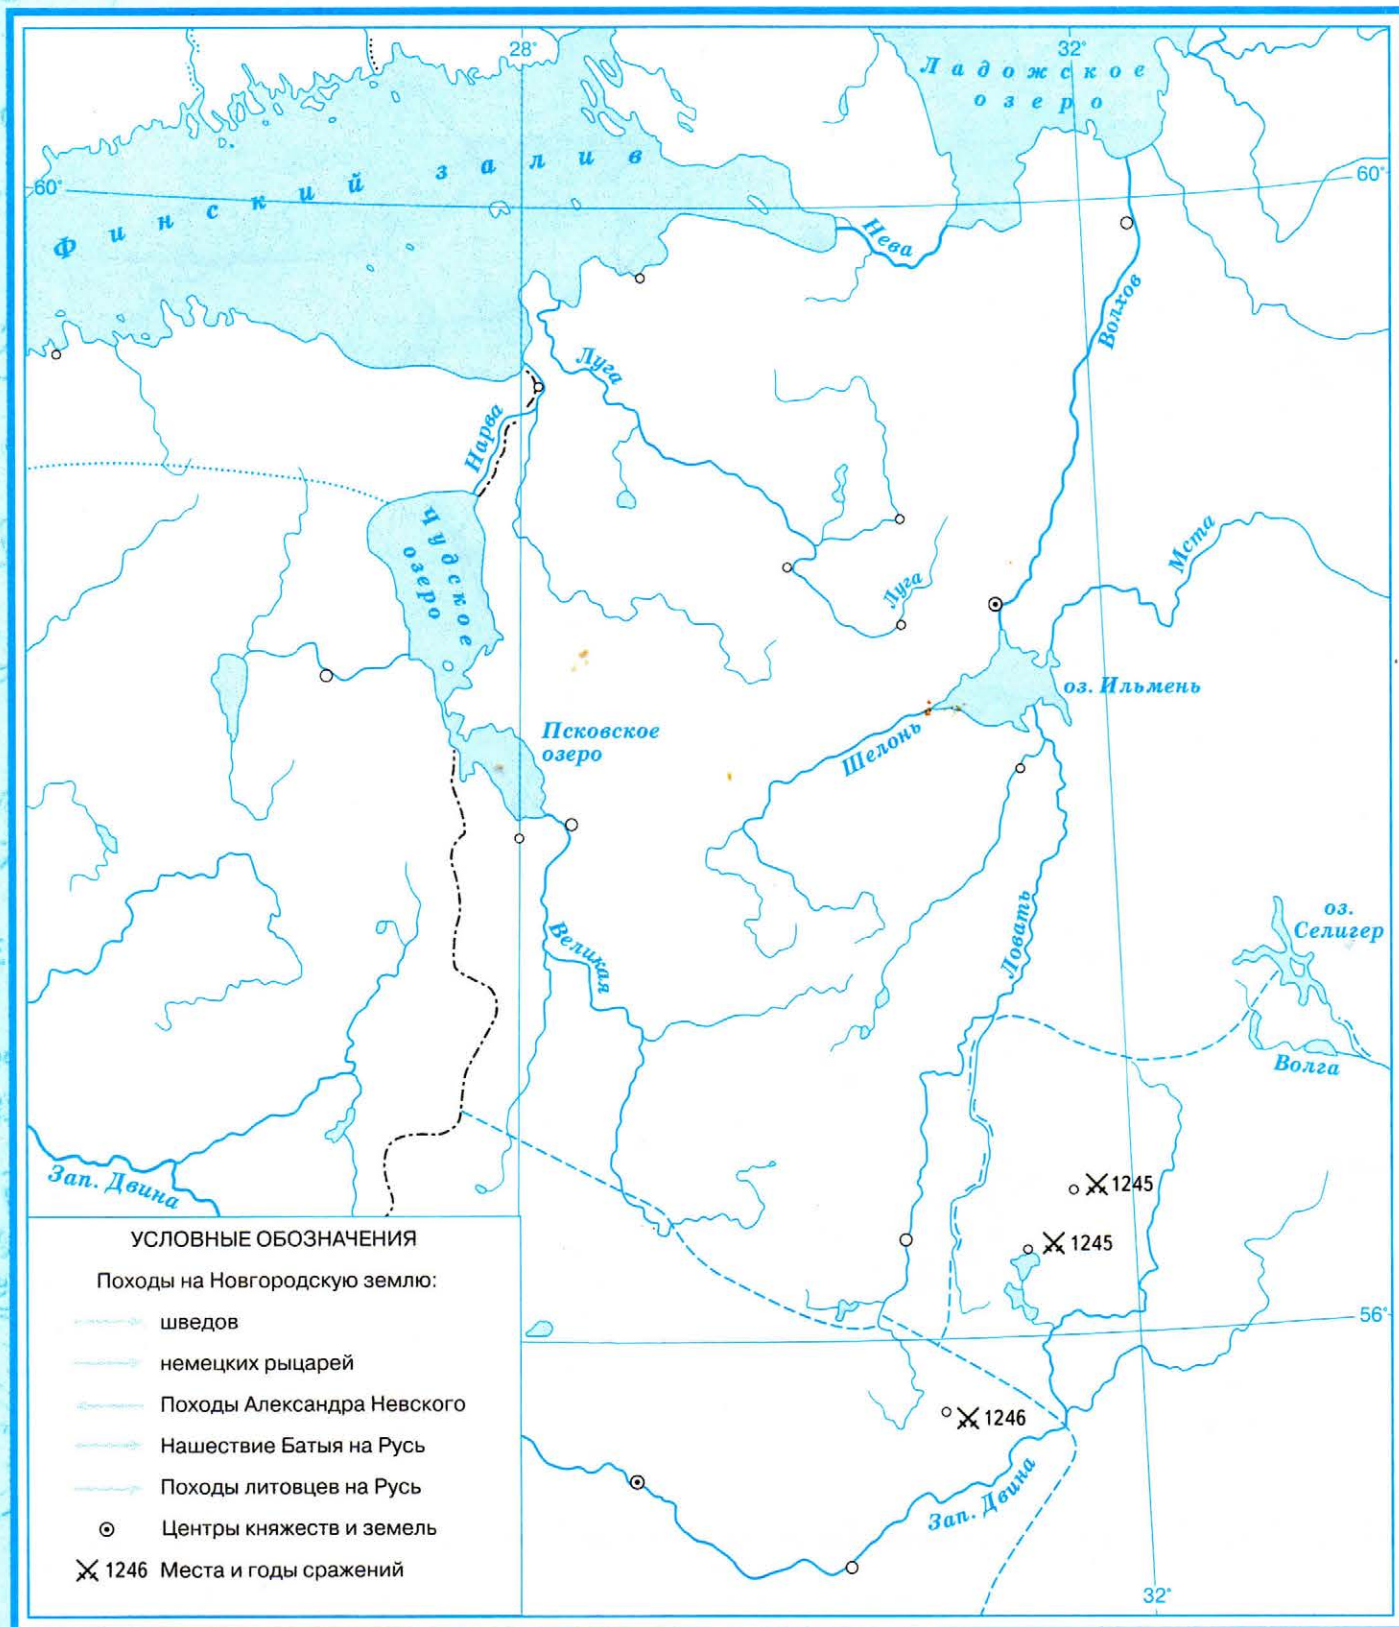 28°
32°
Ладожское
озеро
60°
60°
Финский залив
Нева
Волхов
Луга
Нарва
Чудское
озеро
Мста
Луга
оз. Ильмень
Псковское
озеро
Шелонь
оз.
Селигер
Ловать
Великая
Волга
Зап. Двина
1245
1245
56°
1246
Зап. Двина
32°
УСЛОВНЫЕ ОБОЗНАЧЕНИЯ
Походы на Новгородскую землю:
шведов
немецких рыцарей
Походы Александра Невского
Нашествие Батыя на Русь
Походы литовцев на Русь
Центры княжеств и земель
1246 Места и годы сражений